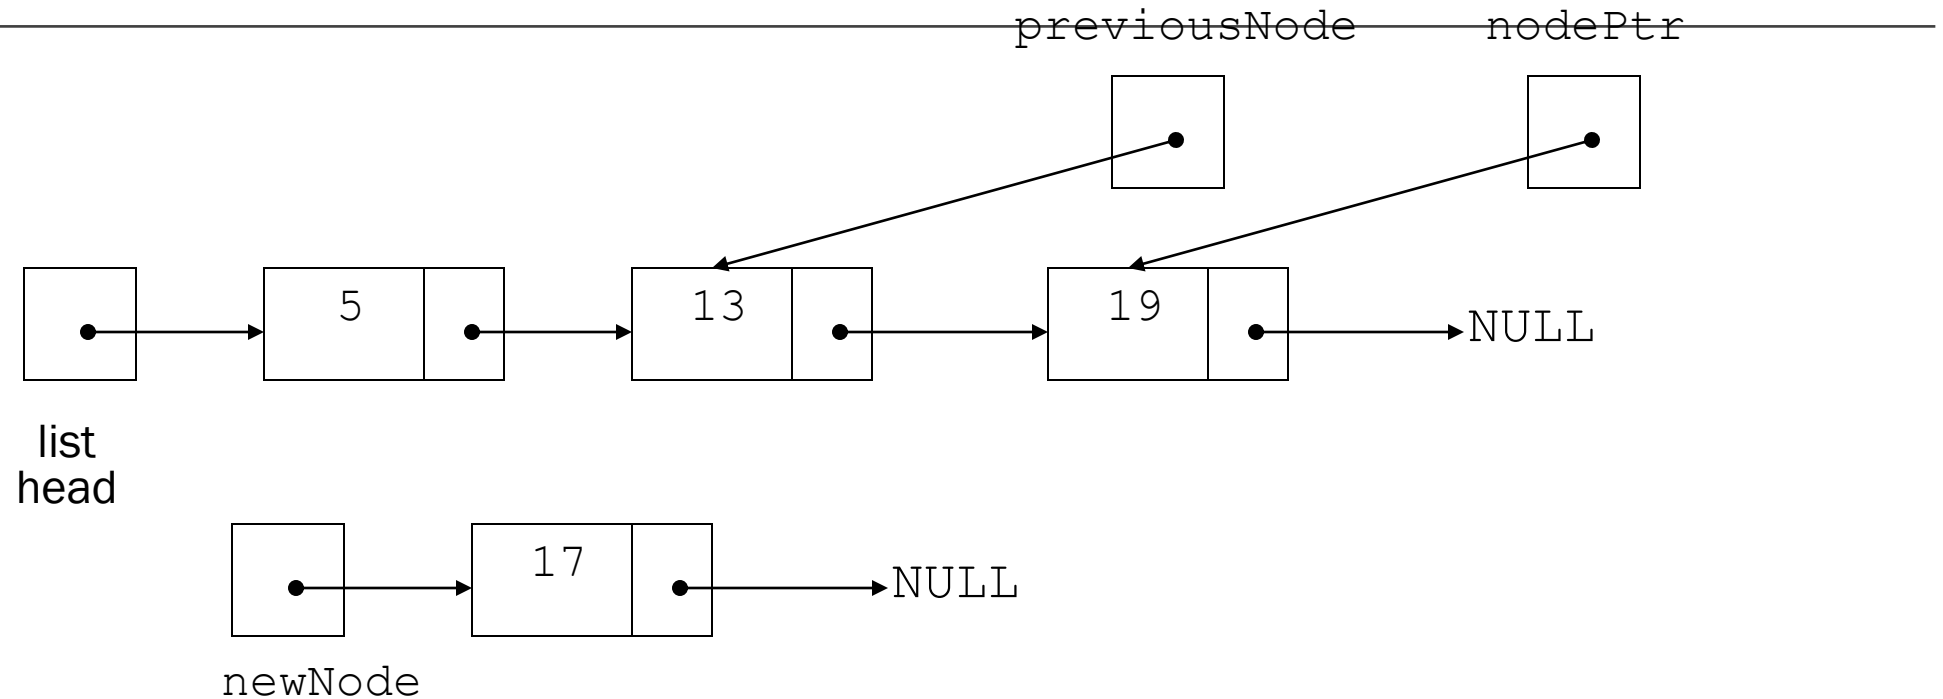 previousNode nodePtr
5 13 19 NULL
list
head
17 NULL
newNode